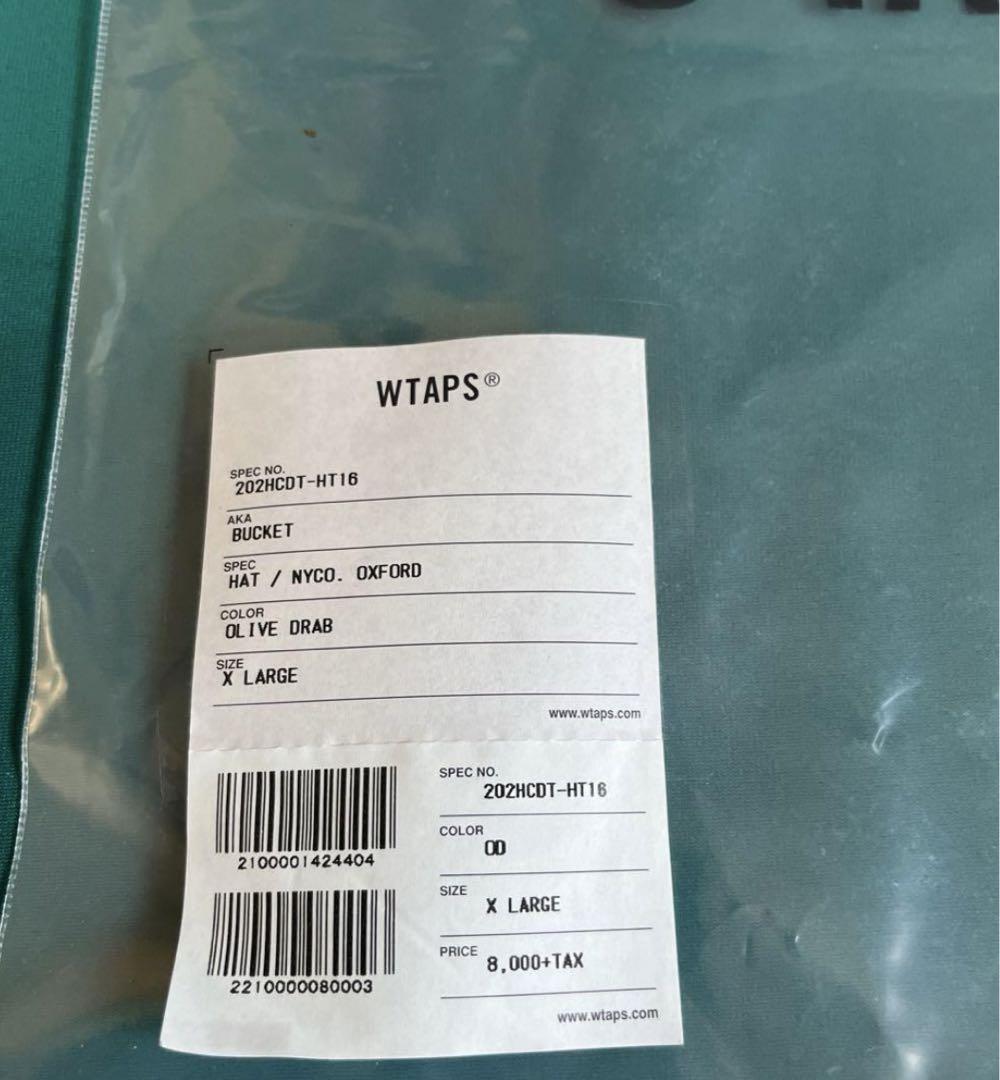 WTAPS®
SPEC NO.
202HCDT-HT16
AKA
BUCKET
SPEC
HAT / NYCO. OXFORD
COLOR
OLIVE DRAB
SIZE
X LARGE
www.wtaps.com
2100001424404
2210000080003
SPEC NO.
202HCDT-HT16
COLOR
OD
SIZE
X LARGE
PRICE
8,000+TAX
www.wtaps.com